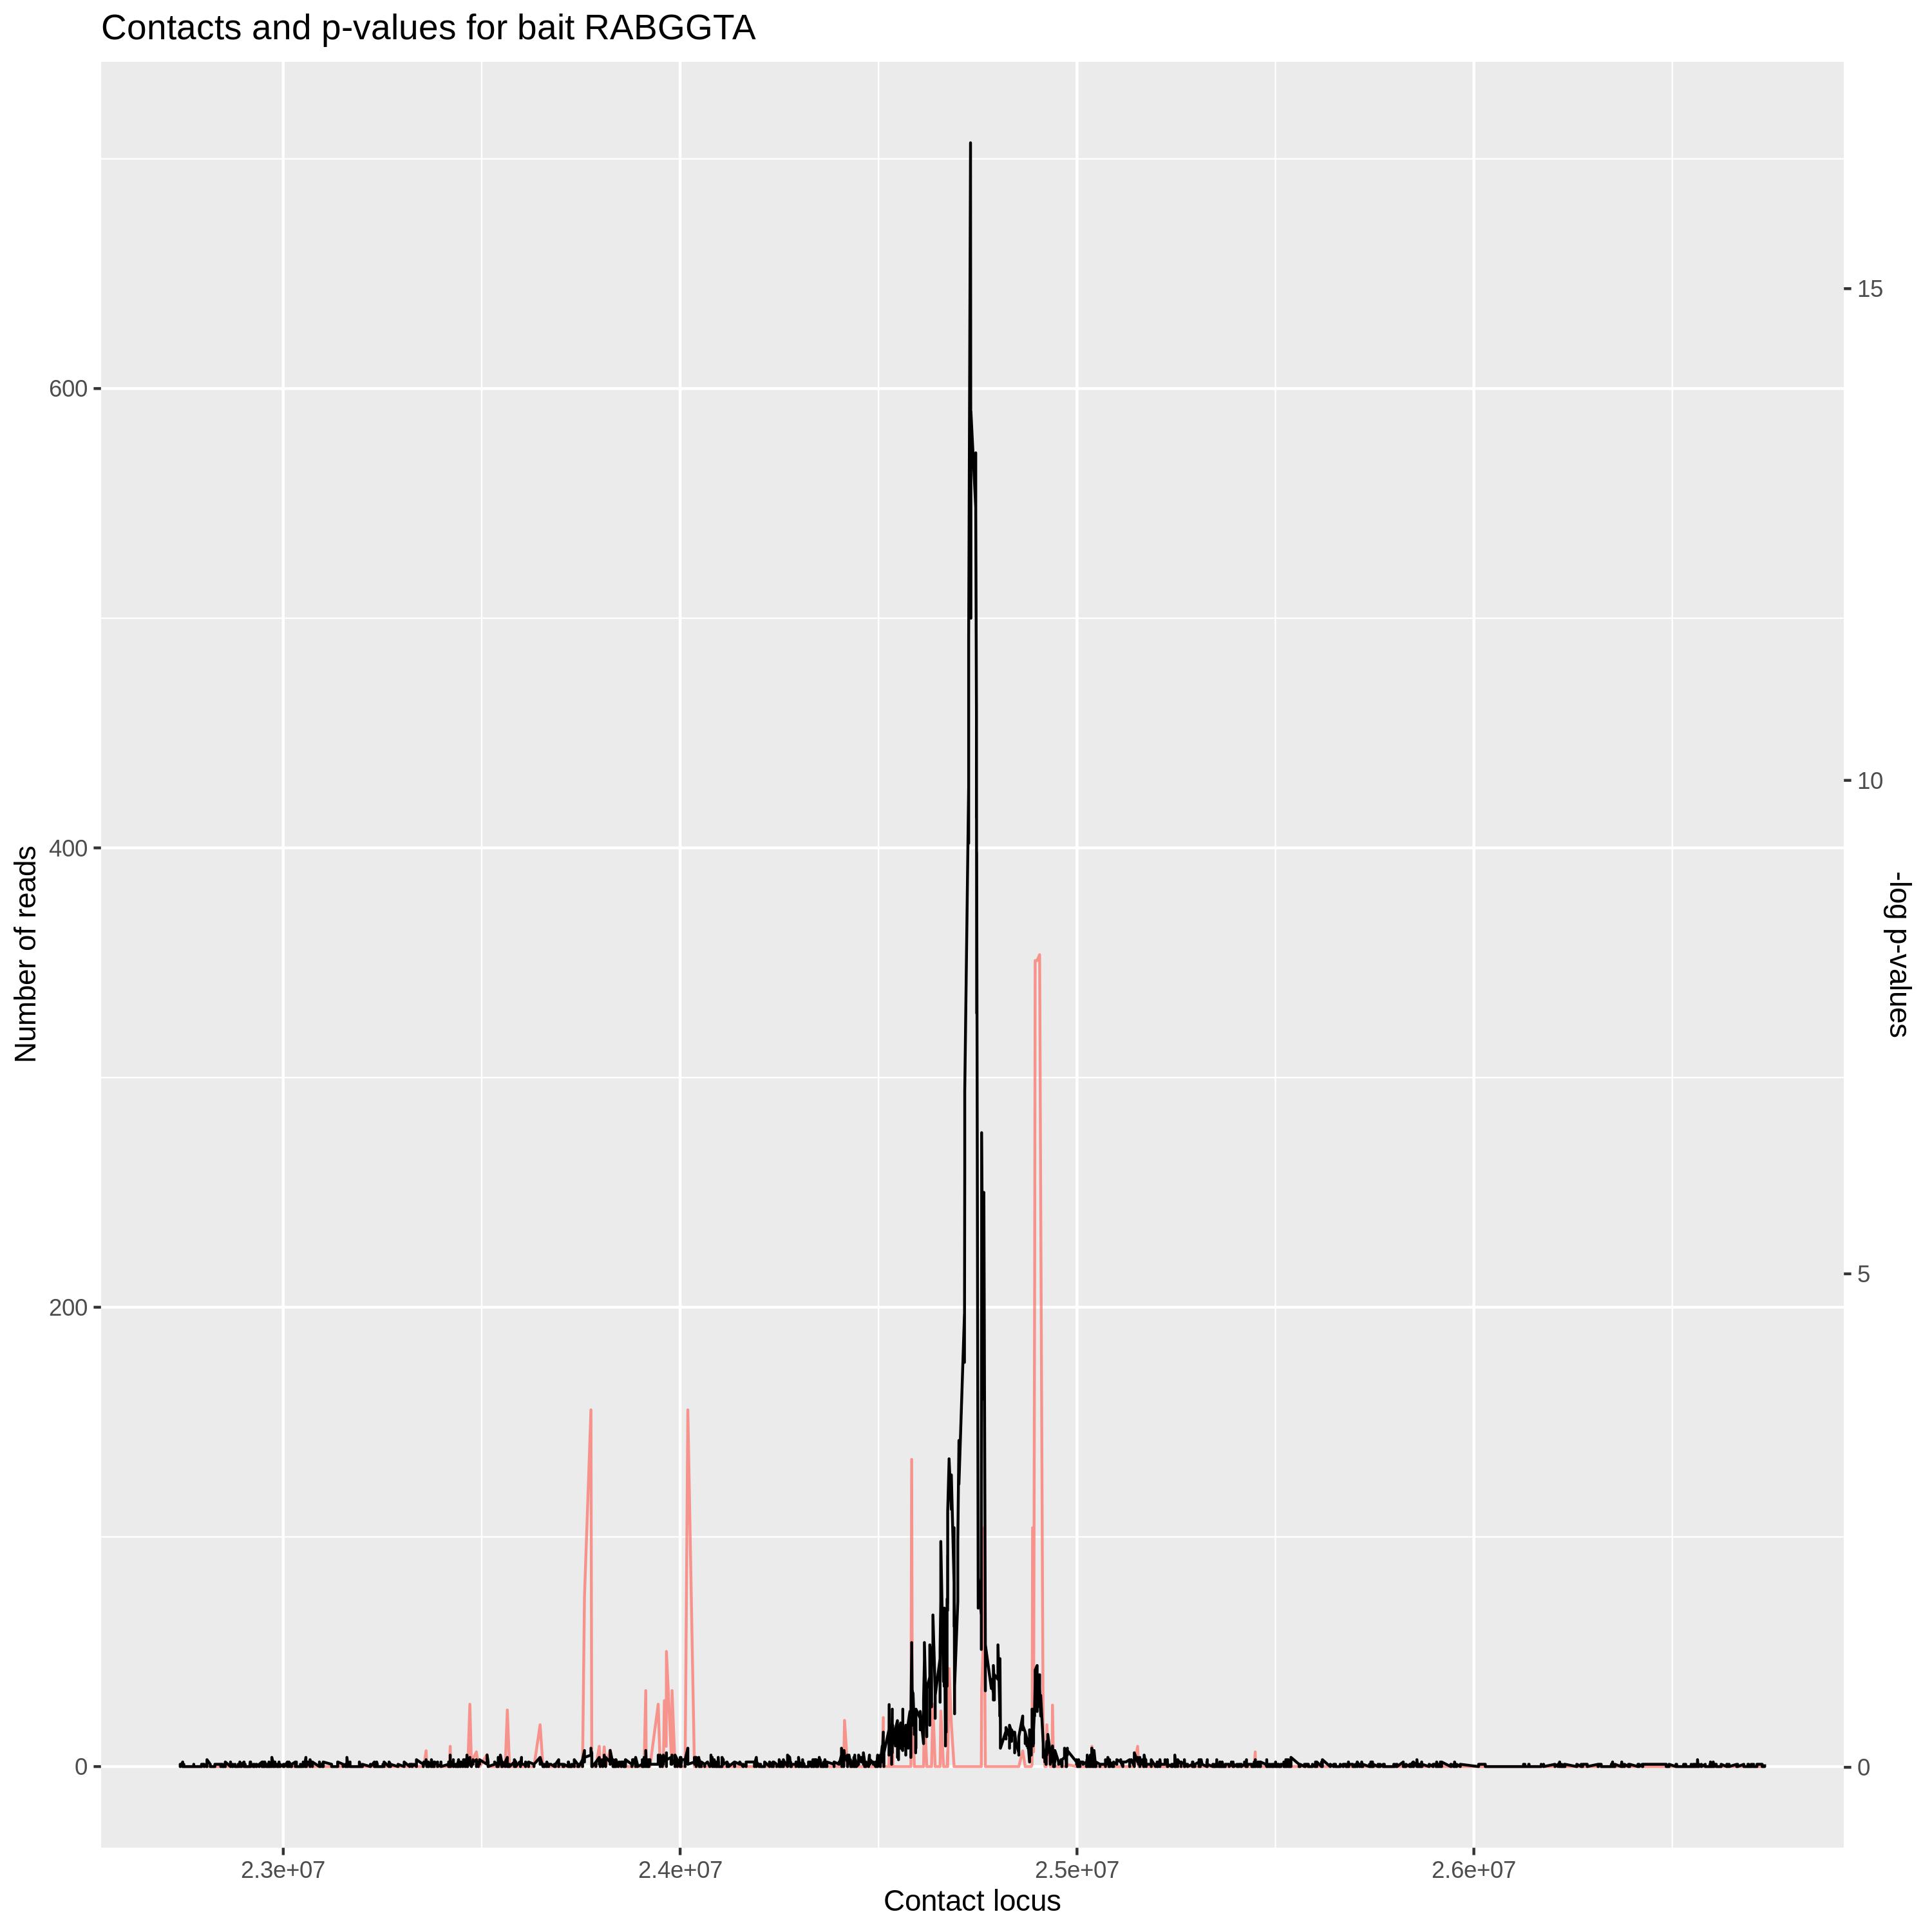 Contacts and p-values for bait RABGGTA
Number of reads
600
400
200
0
15
10
5
0
-log p-values
2.3e+07 2.4e+07 2.5e+07 2.6e+07
Contact locus